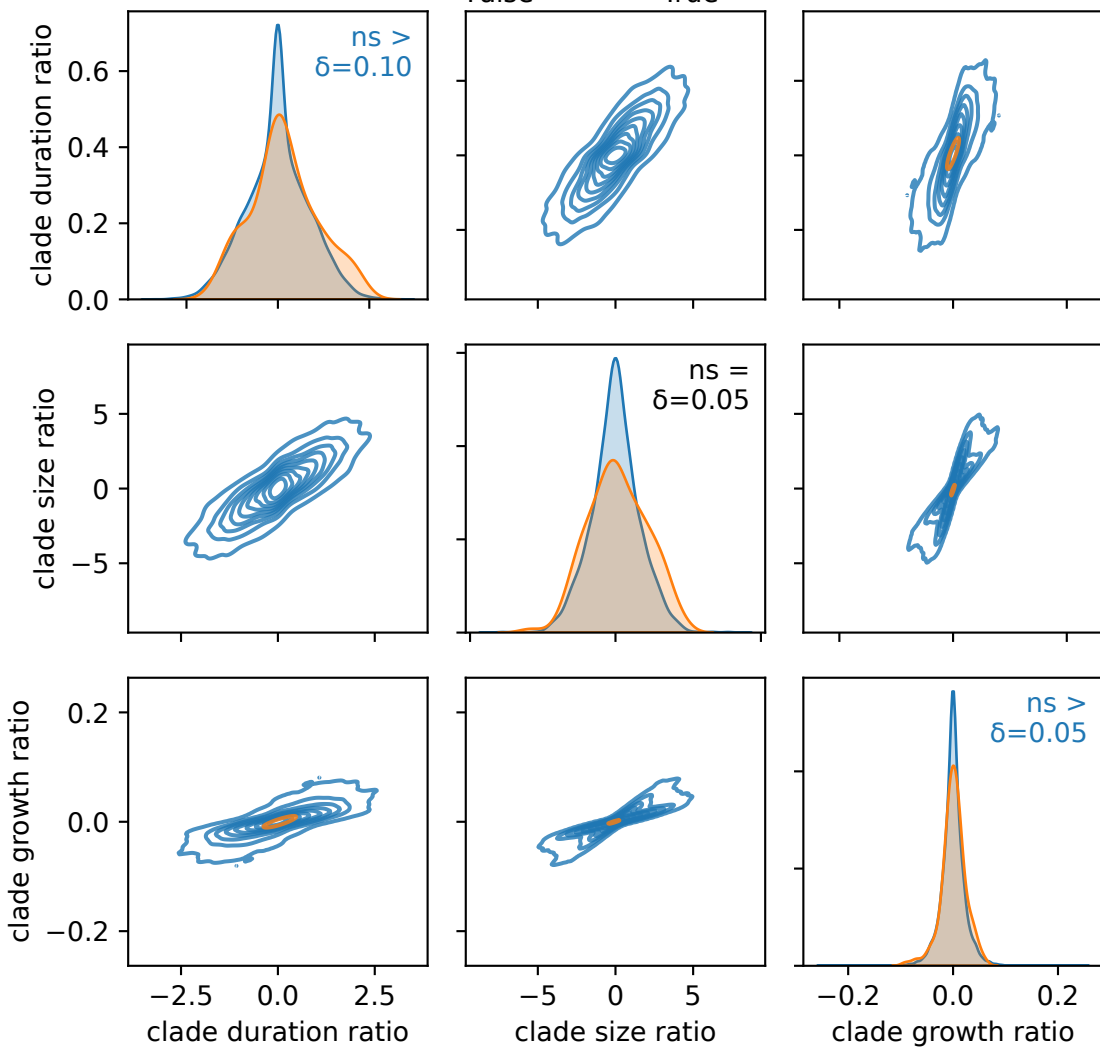 clade duration ratio
0.6
0.4
0.2
0.0
ns >
δ=0.10
clade size ratio
5
0
−5
ns =
δ=0.05
clade growth ratio
0.2
0.0
−0.2
ns >
δ=0.05
−2.5 0.0 2.5
−5 0 5
−0.2 0.0 0.2
clade duration ratio
clade size ratio
clade growth ratio